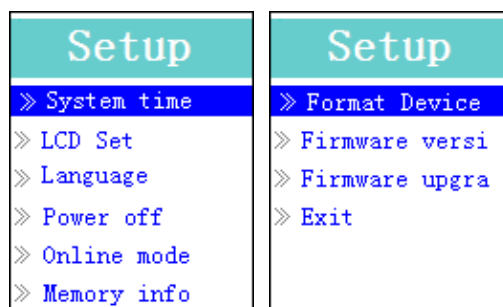 Setup
» System time
» LCD Set
» Language
» Power off
» Online mode
» Memory info
Setup
» Format Device
» Firmware versi
» Firmware upgra
» Exit